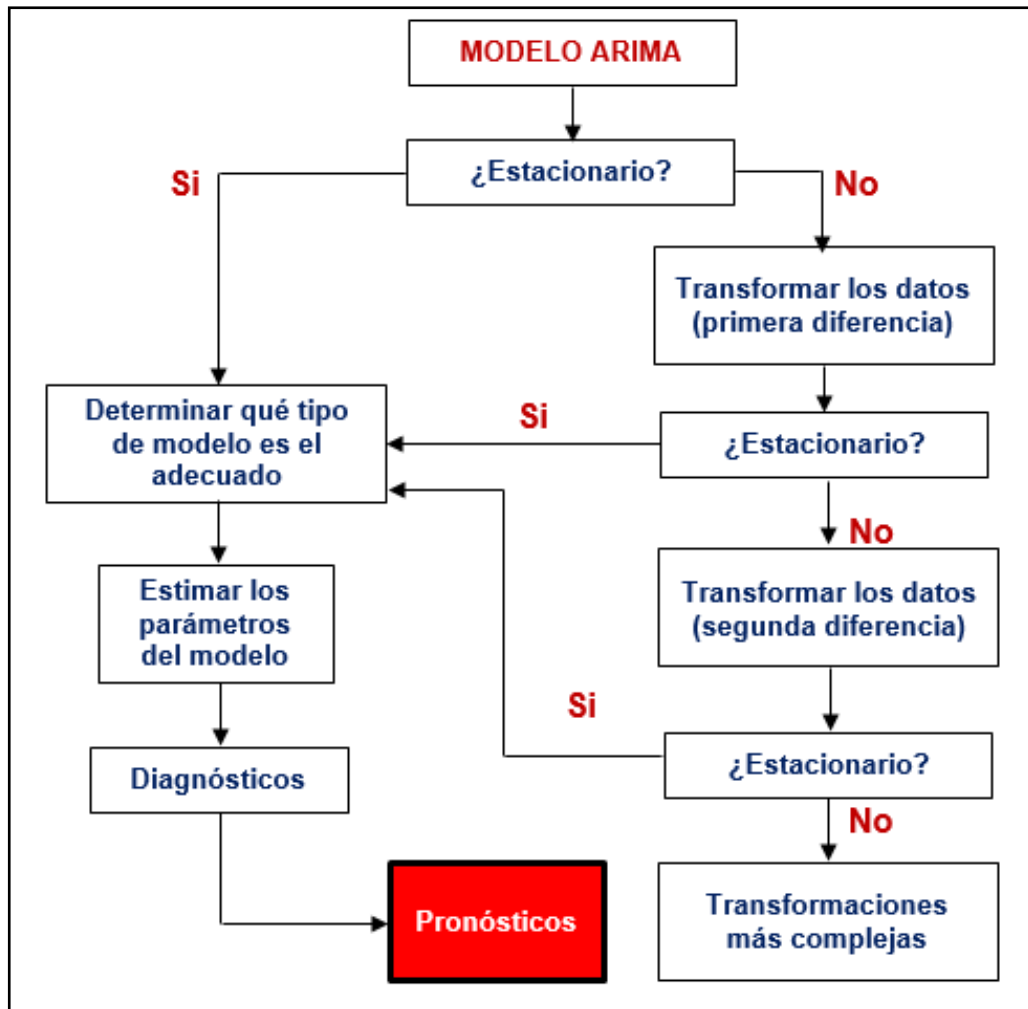 MODELO ARIMA
¿Estacionario?
Si
No
Transformar los datos
(primera diferencia)
Determinar qué tipo
de modelo es el
adecuado
Si
¿Estacionario?
No
Estimar los
parámetros
del modelo
Transformar los datos
(segunda diferencia)
Si
Diagnósticos
¿Estacionario?
No
Pronósticos
Transformaciones
más complejas